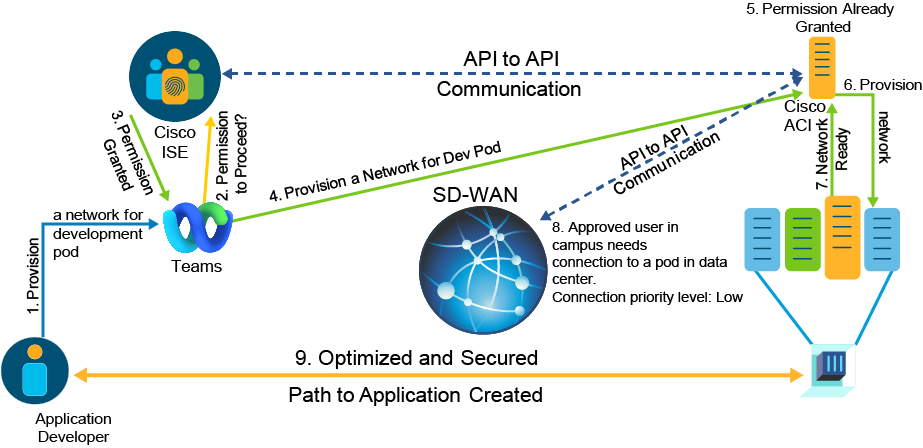 5. Permission Already
Granted
API to API
Communication
6. Provision
network
Cisco
ISE
Cisco
ACI
3. Permission
Granted
2. Permission
to Proceed?
4. Provision a Network for Dev Pod
API to API
Communication
7. Network
Ready
SD-WAN
a network for
development
pod
Teams
1. Provision
8. Approved user in
campus needs
connection to a pod in data
center.
Connection priority level: Low
9. Optimized and Secured
Path to Application Created
Application
Developer